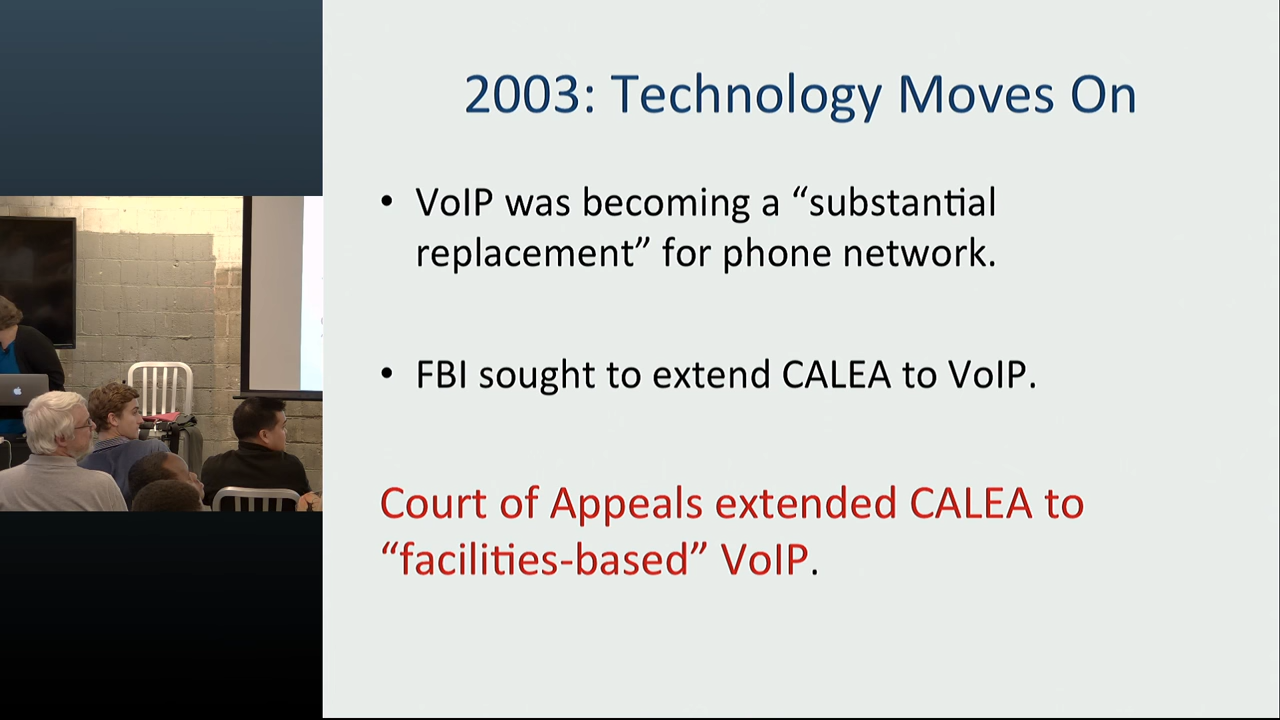 2003: Technology Moves On
• VoIP was becoming a “substantial
replacement” for phone network.
• FBI sought to extend CALEA to VoIP.
Court of Appeals extended CALEA to
“facilities-based” VoIP.